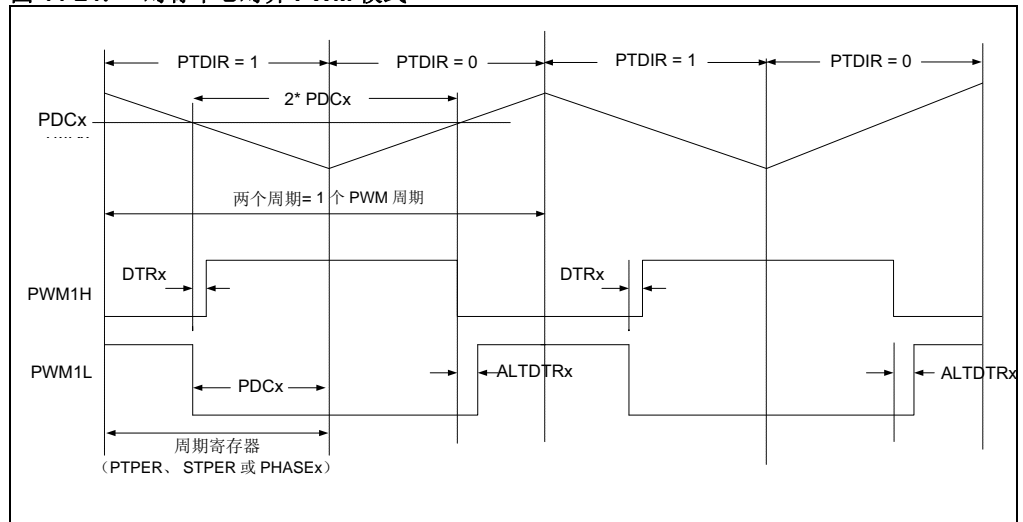 PTDIR = 1
PTDIR = 0
PTDIR = 1
PTDIR = 0
2* PDCx
PDCx
两个周期= 1 个 PWM 周期
DTRx
DTRx
PWM1H
PWM1L
PDCx
ALTDTRx
ALTDTRx
周期寄存器
（PTPER、 STPER 或 PHASEx）